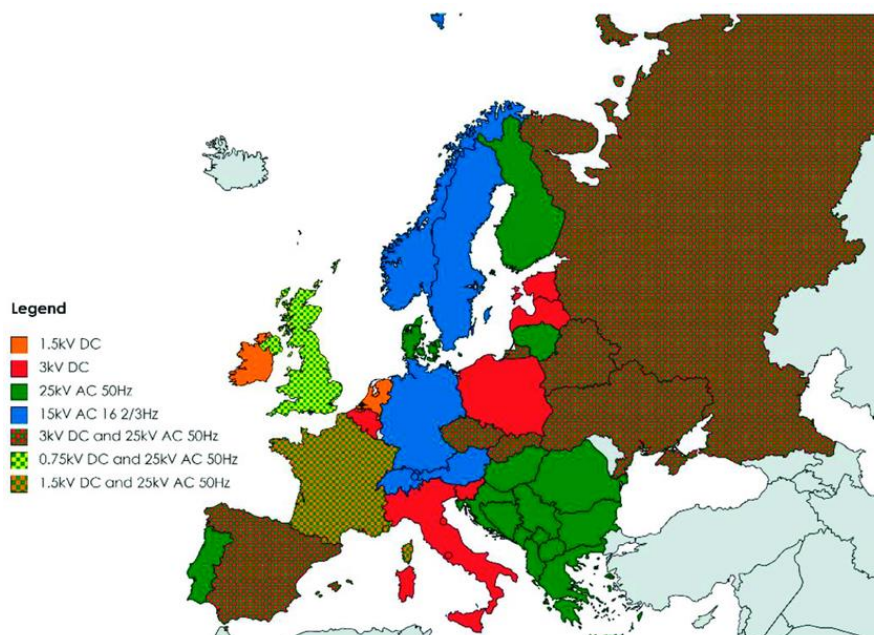 Legend
1.5kV DC
3kV DC
25kV AC 50Hz
15kV AC 16 2/3Hz
3kV DC and 25kV AC 50Hz
0.75kV DC and 25kV AC 50Hz
1.5kV DC and 25kV AC 50Hz